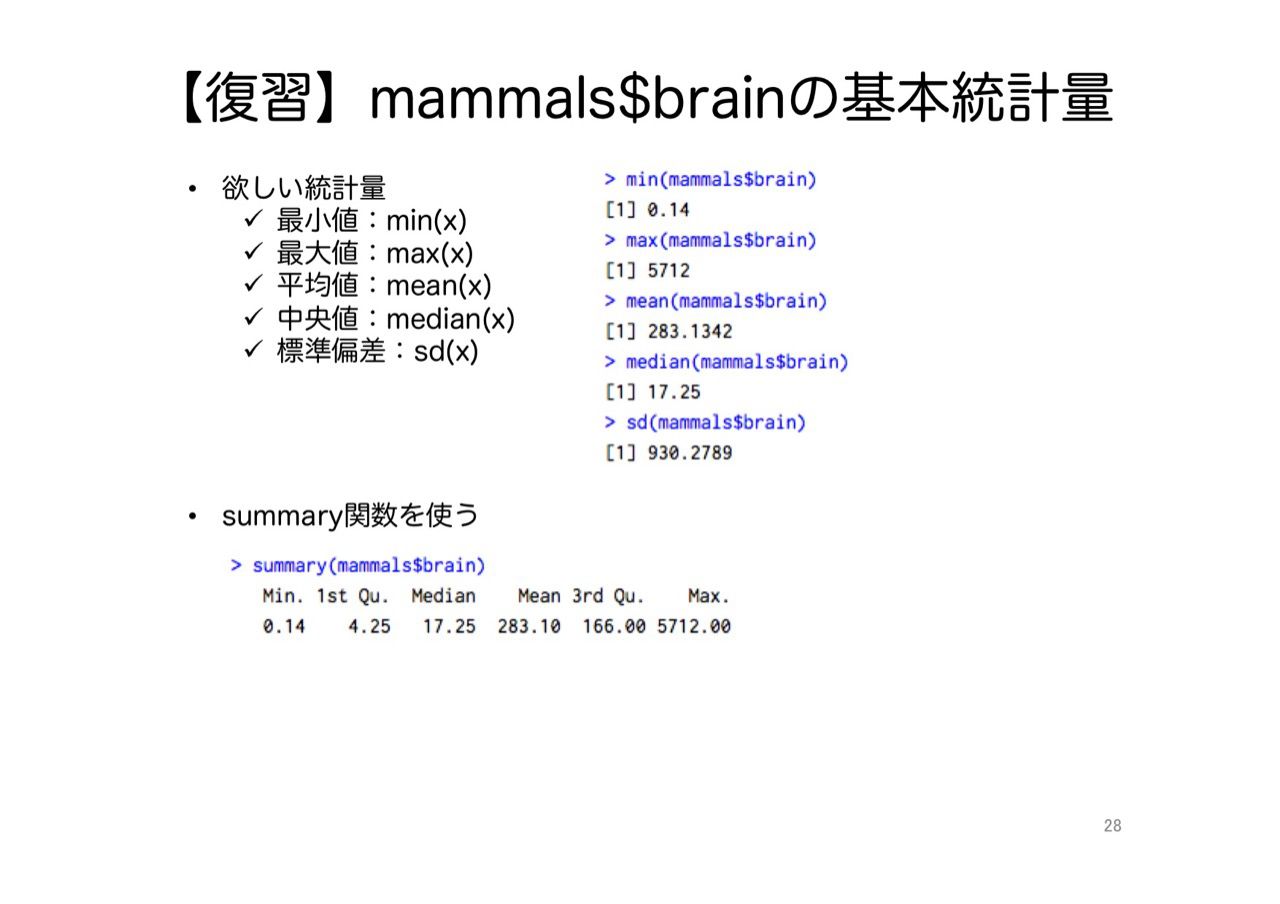 【復習】mammals$brainの基本統計量
• 欲しい統計量
✓ 最小値：min(x)
✓ 最大値：max(x)
✓ 平均値：mean(x)
✓ 中央値：median(x)
✓ 標準偏差：sd(x)
> min(mammals$brain)
[1] 0.14
> max(mammals$brain)
[1] 5712
> mean(mammals$brain)
[1] 283.1342
> median(mammals$brain)
[1] 17.25
> sd(mammals$brain)
[1] 930.2789
• summary関数を使う
> summary(mammals$brain)
Min. 1st Qu. Median Mean 3rd Qu. Max.
0.14 4.25 17.25 283.10 166.00 5712.00
28